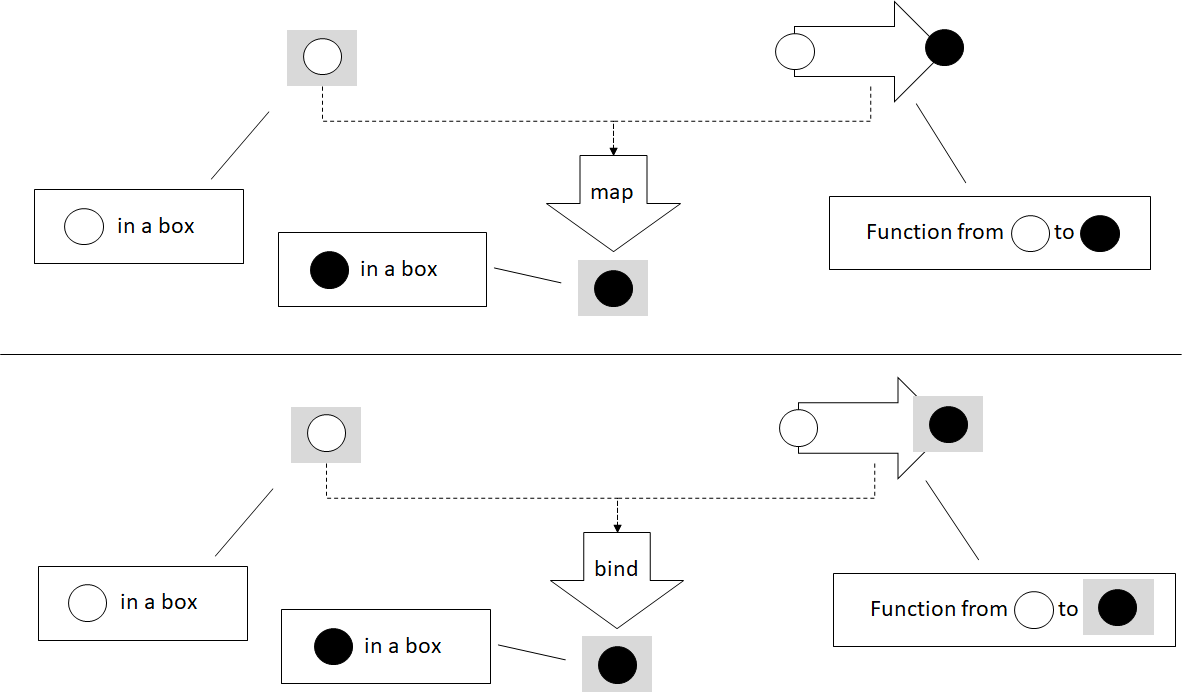 map
in a box
Function from to
in a box
bind
in a box
Function from to
in a box